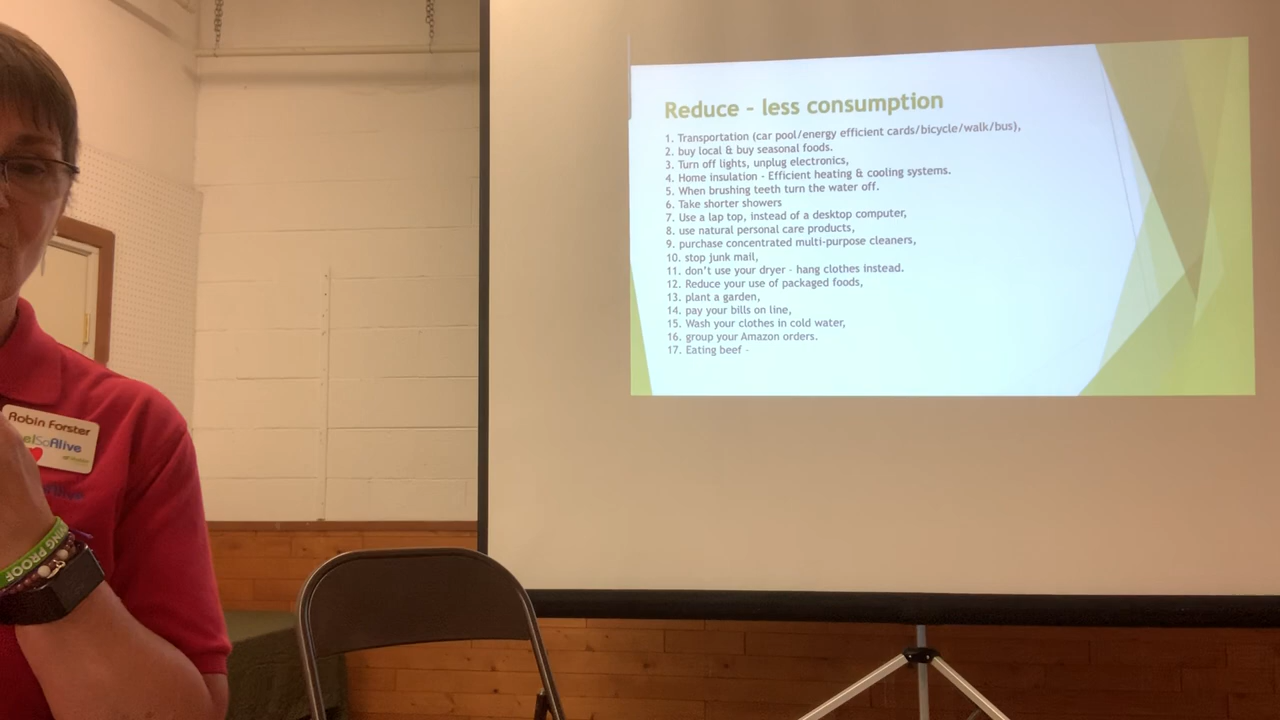 Reduce - less consumption
1. Transportation (car pool/energy efficient cards/bicycle/walk/bus),
2. buy local & buy seasonal foods.
3. Turn off lights, unplug electronics,
4. Home insulation - Efficient heating & cooling systems.
5. When brushing teeth turn the water off.
6. Take shorter showers
7. Use a lap top, instead of a desktop computer,
8. use natural personal care products,
9. purchase concentrated multi-purpose cleaners,
10. stop junk mail,
11. don't use your dryer - hang clothes instead.
12. Reduce your use of packaged foods,
13. plant a garden,
14. pay your bills on line,
15. Wash your clothes in cold water,
16. group your Amazon orders.
17. Eating beef -
Robin Forster
elSoAlive
PROOF